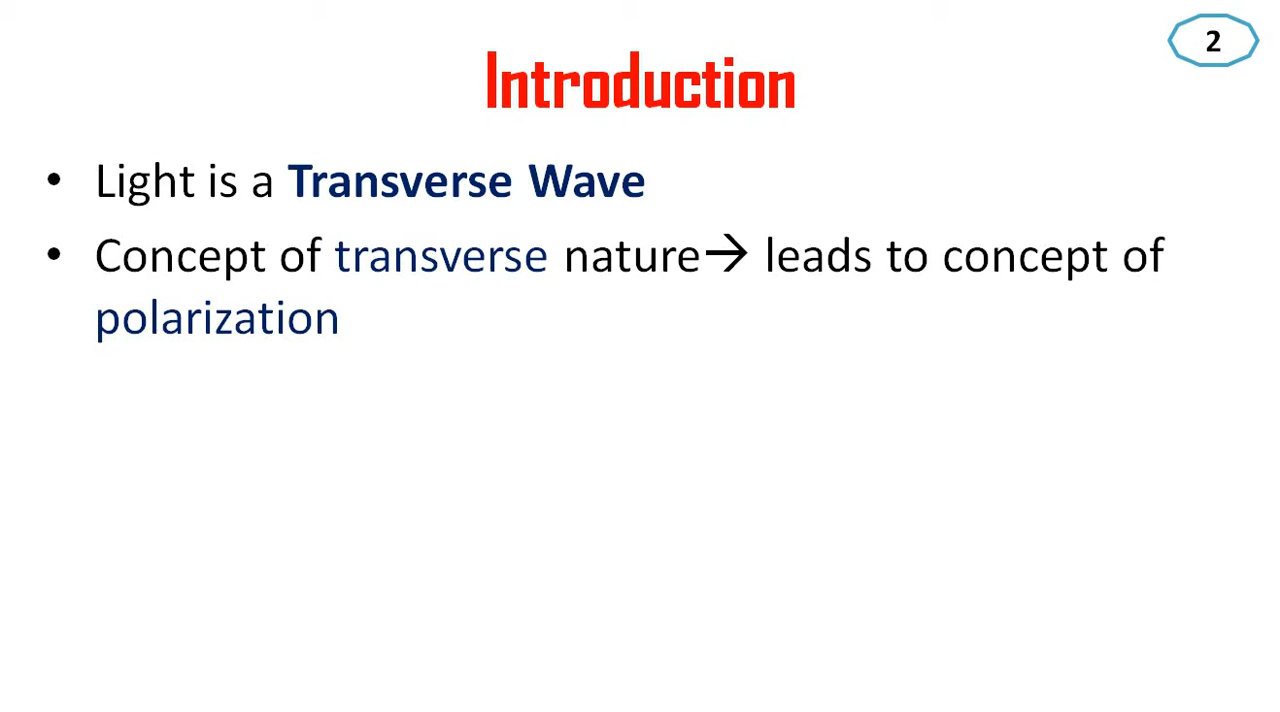 2
Introduction
• Light is a Transverse Wave
• Concept of transverse nature→ leads to concept of
polarization